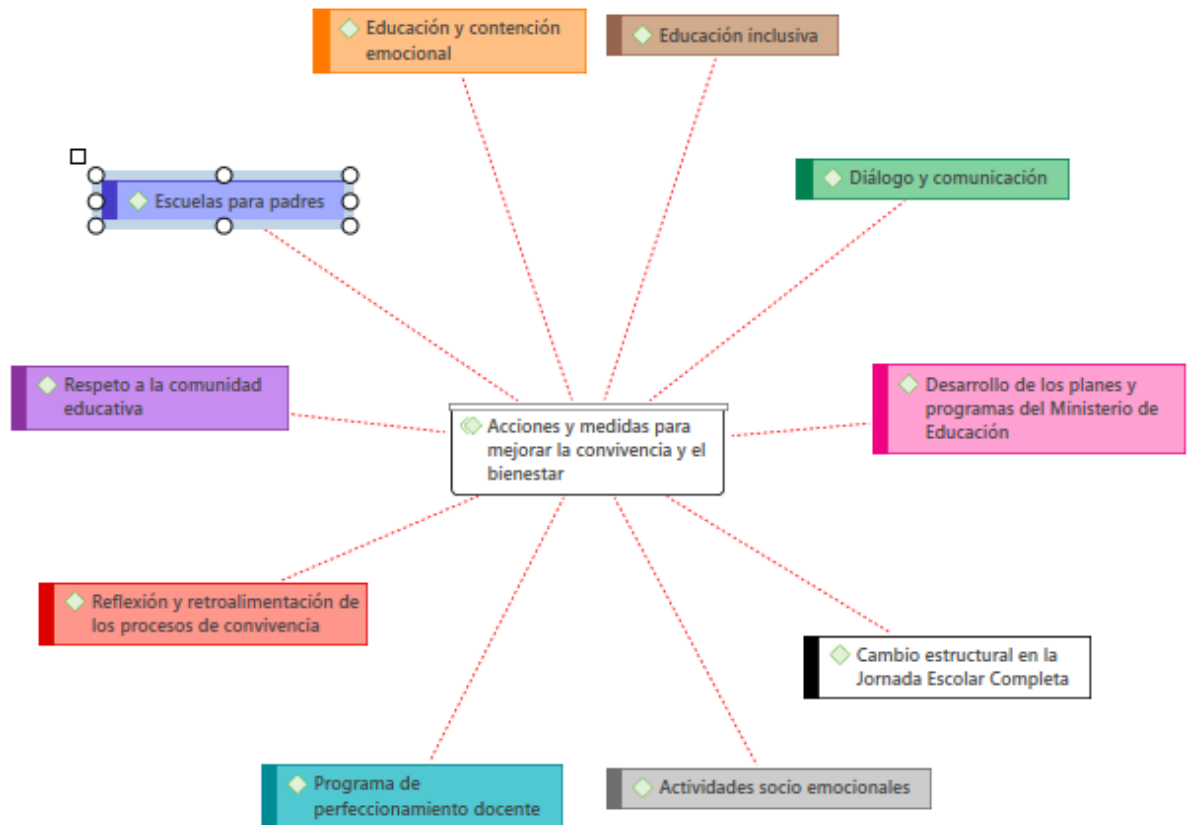 Educación y contención
emocional
Educación inclusiva
Escuelas para padres
Diálogo y comunicación
Respeto a la comunidad
educativa
Desarrollo de los planes y
programas del Ministerio de
Educación
Acciones y medidas para
mejorar la convivencia y el
bienestar
Reflexión y retroalimentación de
los procesos de convivencia
Cambio estructural en la
Jornada Escolar Completa
Programa de
perfeccionamiento docente
Actividades socio emocionales